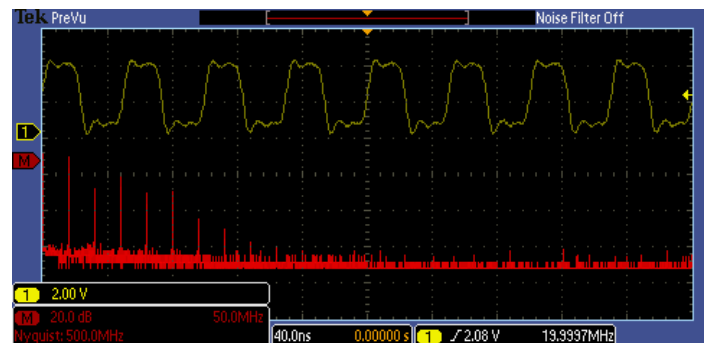 Tek PreVu Noise Filter Off
1
M
1 2.00 V
M 20.0 dB 50.0MHz
Nyquist: 500.0MHz
40.0ns 0.00000 s 1 2.08 V 19.9997MHz